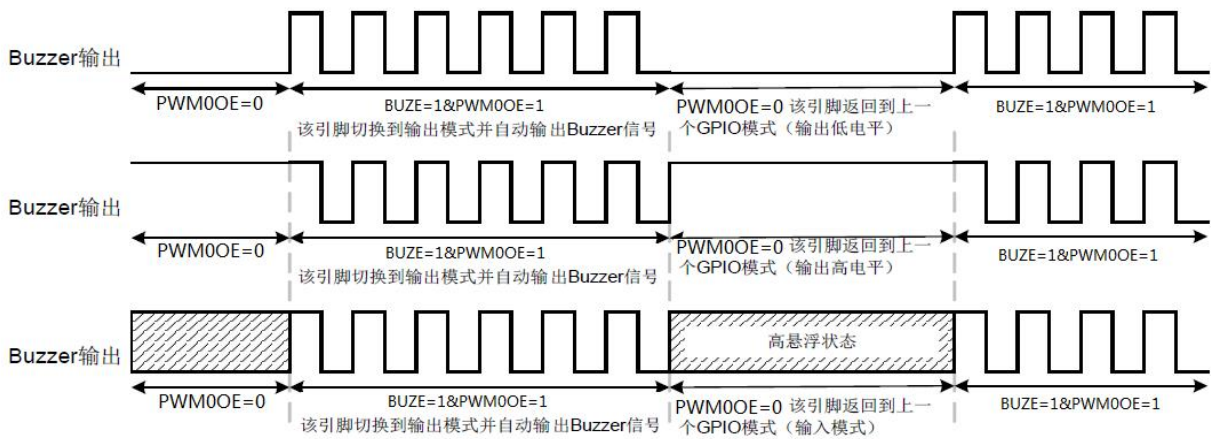 Buzzer输出
PWM0OE=0
BUZE=1&PWM0OE=1
该引脚切换到输出模式并自动输出Buzzer信号
PWM0OE=0 该引脚返回到上一
个GPIO模式（输出低电平）
BUZE=1&PWM0OE=1
Buzzer输出
PWM0OE=0
BUZE=1&PWM0OE=1
该引脚切换到输出模式并自动输出Buzzer信号
PWM0OE=0 该引脚返回到上一
个GPIO模式（输出高电平）
BUZE=1&PWM0OE=1
Buzzer输出
高悬浮状态
PWM0OE=0
BUZE=1&PWM0OE=1
该引脚切换到输出模式并自动输出Buzzer信号
PWM0OE=0 该引脚返回到上一
个GPIO模式（输入模式）
BUZE=1&PWM0OE=1